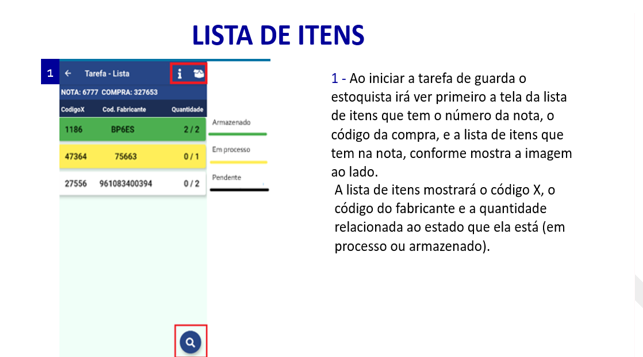 LISTA DE ITENS
1
Tarefa - Lista
NOTA: 6777 COMPRA: 327653
CodigoX Cod. Fabricante Quantidade
1186 BP6ES 2 / 2
47364 75663 0 / 1
27556 961083400394 0 / 2
Armazenado
Em processo
Pendente
1 - Ao iniciar a tarefa de guarda o
estoquista irá ver primeiro a tela da lista
de itens que tem o número da nota, o
código da compra, e a lista de itens que
tem na nota, conforme mostra a imagem
ao lado.
A lista de itens mostrará o código X, o
código do fabricante e a quantidade
relacionada ao estado que ela está (em
processo ou armazenado).